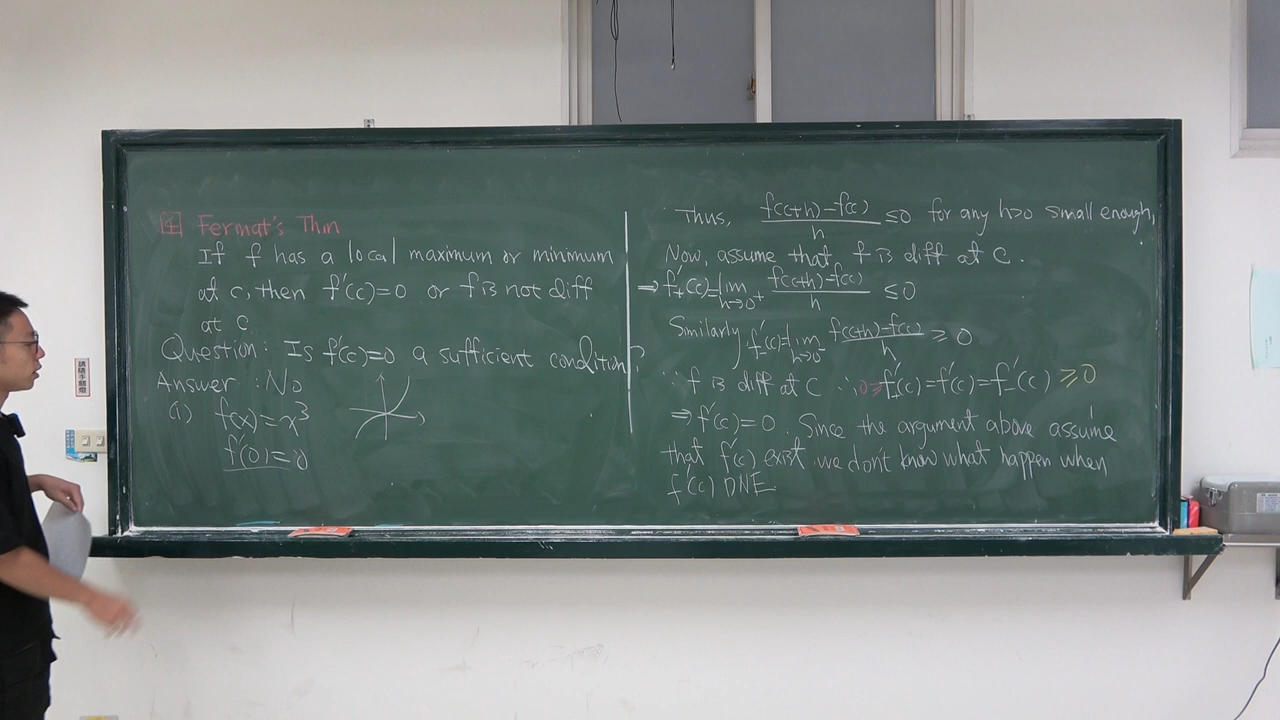 4 Fermat's Thm
If f has a local maximum or minimum
at c, then f'(c)=0 or f is not diff
at c
Question: Is f'(c)=0 a sufficient condition?
Answer: No
(i) f(x)=x³
f'(0)=0
Thus, f(c+h)-f(c)/h ≤0 for any h>0 small enough,
Now, assume that f is diff at c.
⇒ f'₊(c)=lim h→0⁺ f(c+h)-f(c)/h ≤0
Similarly f'₋(c)=lim h→0⁻ f(c+h)-f(c)/h ≥ 0
∵ f is diff at c ∴ 0≥f'₊(c)=f'(c)=f'₋(c) ≥0
⇒ f'(c)=0. Since the argument above assume
that f'(c) exist, we don't know what happen when
f'(c) DNE